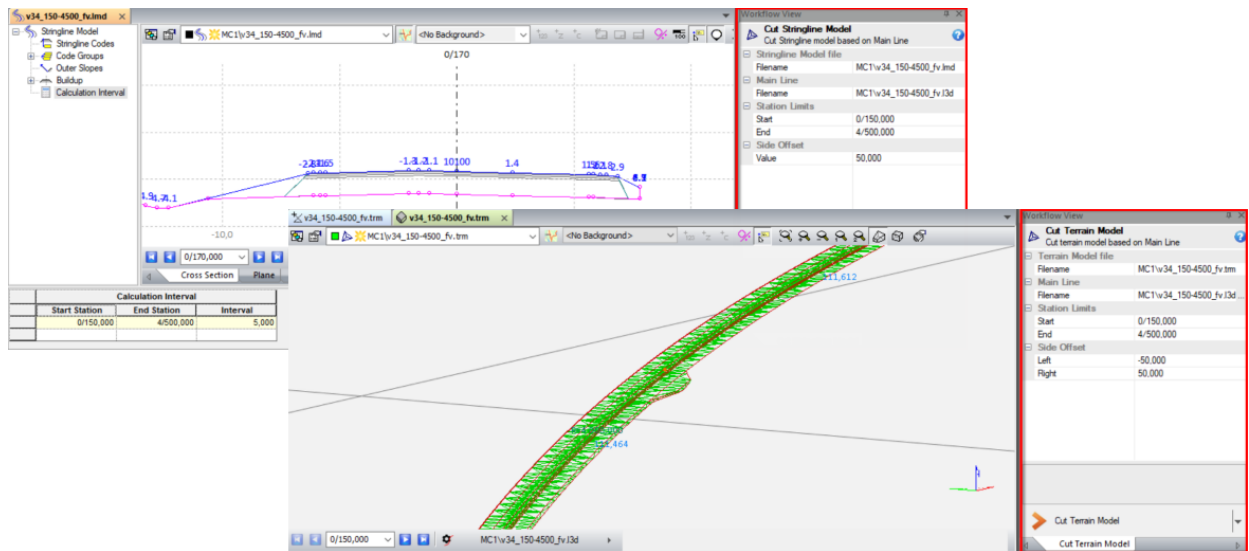 v34_150-4500_fv.lmd
Stringline Model
Stringline Codes
Code Groups
Outer Slopes
Buildup
Calculation Interval
MC1\v34_150-4500_fv.lmd
<No Background>
0/170
10100
1.4
-10,0
0/170,000
Cross Section
Plane
Calculation Interval
Start Station End Station Interval
0/150,000 4/500,000 5,000
Workflow View
Cut Stringline Model
Cut Stringline model based on Main Line
Stringline Model file
Filename MC1\v34_150-4500_fv.lmd
Main Line
Filename MC1\v34_150-4500_fv.l3d
Station Limits
Start 0/150,000
End 4/500,000
Side Offset
Value 50,000
v34_150-4500_fv.trm
v34_150-4500_fv.trm
MC1\v34_150-4500_fv.trm
<No Background>
111,612
111,464
0/150,000
MC1\v34_150-4500_fv.l3d
Workflow View
Cut Terrain Model
Cut terrain model based on Main Line
Terrain Model file
Filename MC1\v34_150-4500_fv.trm
Main Line
Filename MC1\v34_150-4500_fv.l3d ...
Station Limits
Start 0/150,000
End 4/500,000
Side Offset
Left -50,000
Right 50,000
Cut Terrain Model
Cut Terrain Model